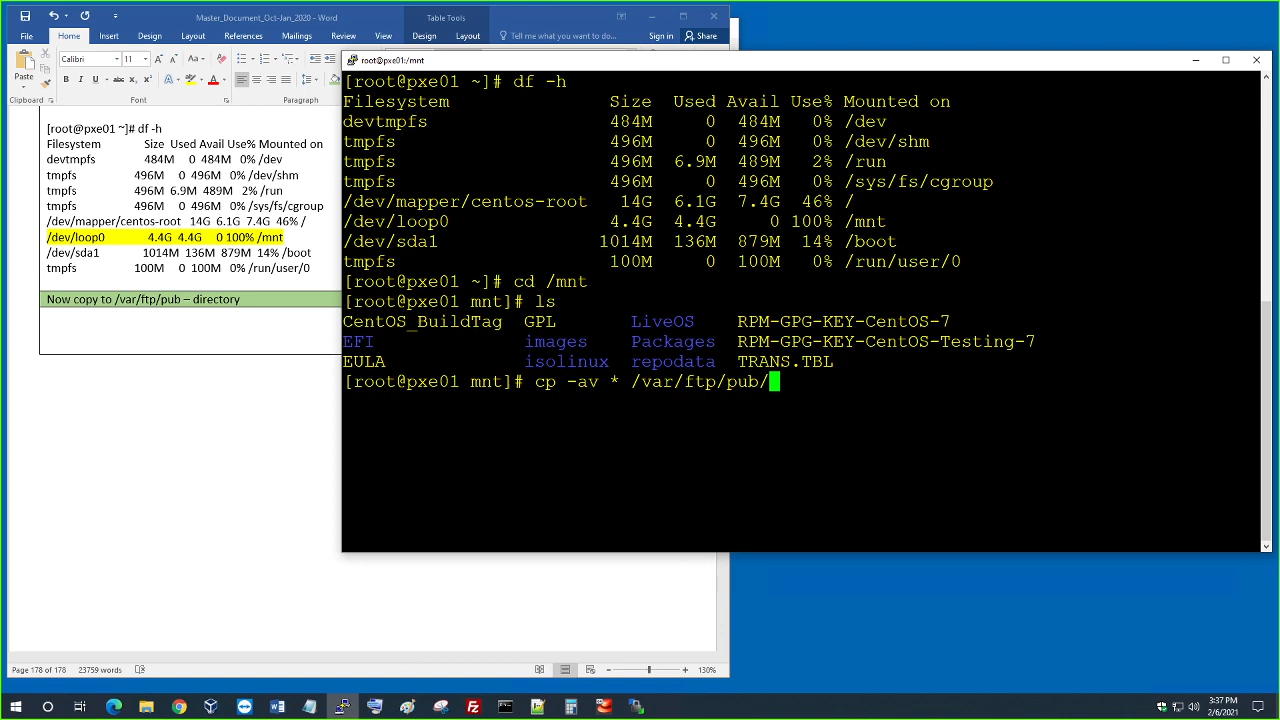 Master_Document_Oct-Jan_2020 - Word
Table Tools
File Home Insert Design Layout References Mailings Review View Design Layout Tell me what you want to do... Sign in Share
Paste
Calibri 11
Clipboard Font Paragraph
[root@pxe01 ~]# df -h
Filesystem Size Used Avail Use% Mounted on
devtmpfs 484M 0 484M 0% /dev
tmpfs 496M 0 496M 0% /dev/shm
tmpfs 496M 6.9M 489M 2% /run
tmpfs 496M 0 496M 0% /sys/fs/cgroup
/dev/mapper/centos-root 14G 6.1G 7.4G 46% /
/dev/loop0 4.4G 4.4G 0 100% /mnt
/dev/sda1 1014M 136M 879M 14% /boot
tmpfs 100M 0 100M 0% /run/user/0
Now copy to /var/ftp/pub – directory
root@pxe01:/mnt
[root@pxe01 ~]# df -h
Filesystem Size Used Avail Use% Mounted on
devtmpfs 484M 0 484M 0% /dev
tmpfs 496M 0 496M 0% /dev/shm
tmpfs 496M 6.9M 489M 2% /run
tmpfs 496M 0 496M 0% /sys/fs/cgroup
/dev/mapper/centos-root 14G 6.1G 7.4G 46% /
/dev/loop0 4.4G 4.4G 0 100% /mnt
/dev/sda1 1014M 136M 879M 14% /boot
tmpfs 100M 0 100M 0% /run/user/0
[root@pxe01 ~]# cd /mnt
[root@pxe01 mnt]# ls
CentOS_BuildTag GPL LiveOS RPM-GPG-KEY-CentOS-7
EFI images Packages RPM-GPG-KEY-CentOS-Testing-7
EULA isolinux repodata TRANS.TBL
[root@pxe01 mnt]# cp -av * /var/ftp/pub/
Page 178 of 178 23759 words 130%
3:37 PM
2/6/2021